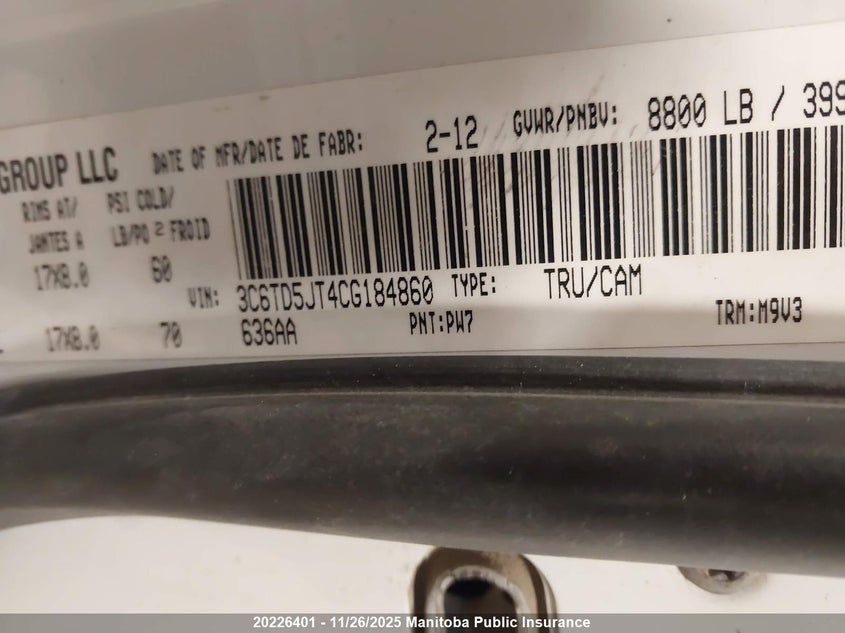 GROUP LLC DATE OF MFR/DATE DE FABR: 2-12 GVWR/PNBV: 8800 LB / 399
RIMS AT/ PSI COLD/
JANTES A LB/PO 2 FROID
17X8.0 60
VIN: 3C6TD5JT4CG184860 TYPE: TRU/CAM
17X8.0 70 636AA PNT:PW7 TRM:M9V3
20226401 - 11/26/2025 Manitoba Public Insurance